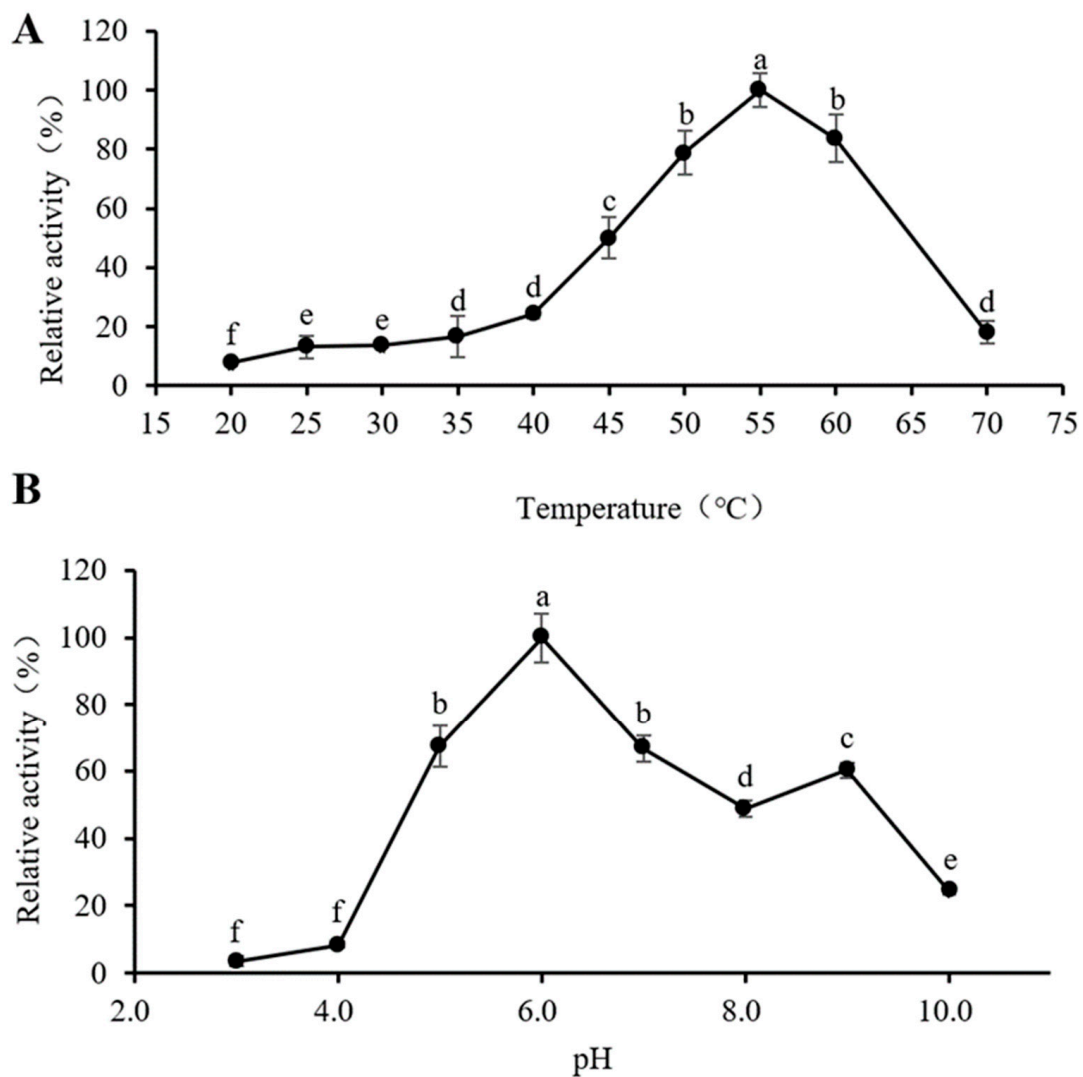 A
120
100
80
60
40
20
0
Relative activity（%）
f
e
e
d
d
c
b
a
b
d
15 20 25 30 35 40 45 50 55 60 65 70 75
Temperature（°C）
B
120
100
80
60
40
20
0
Relative activity（%）
f
f
b
a
b
d
c
e
2.0 4.0 6.0 8.0 10.0
pH